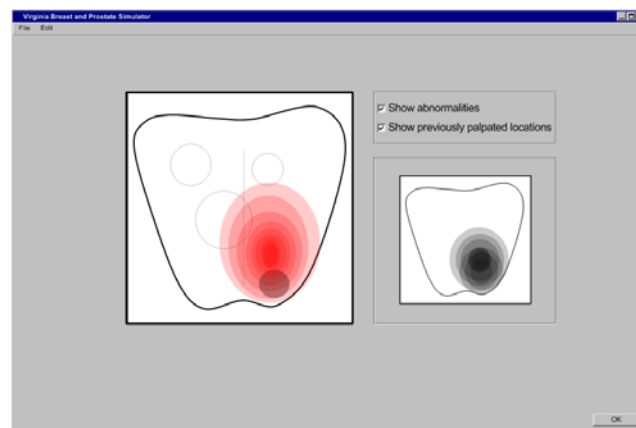 Virginia Breast and Prostate Simulator
File Edit
Show abnormalities
Show previously palpated locations
OK